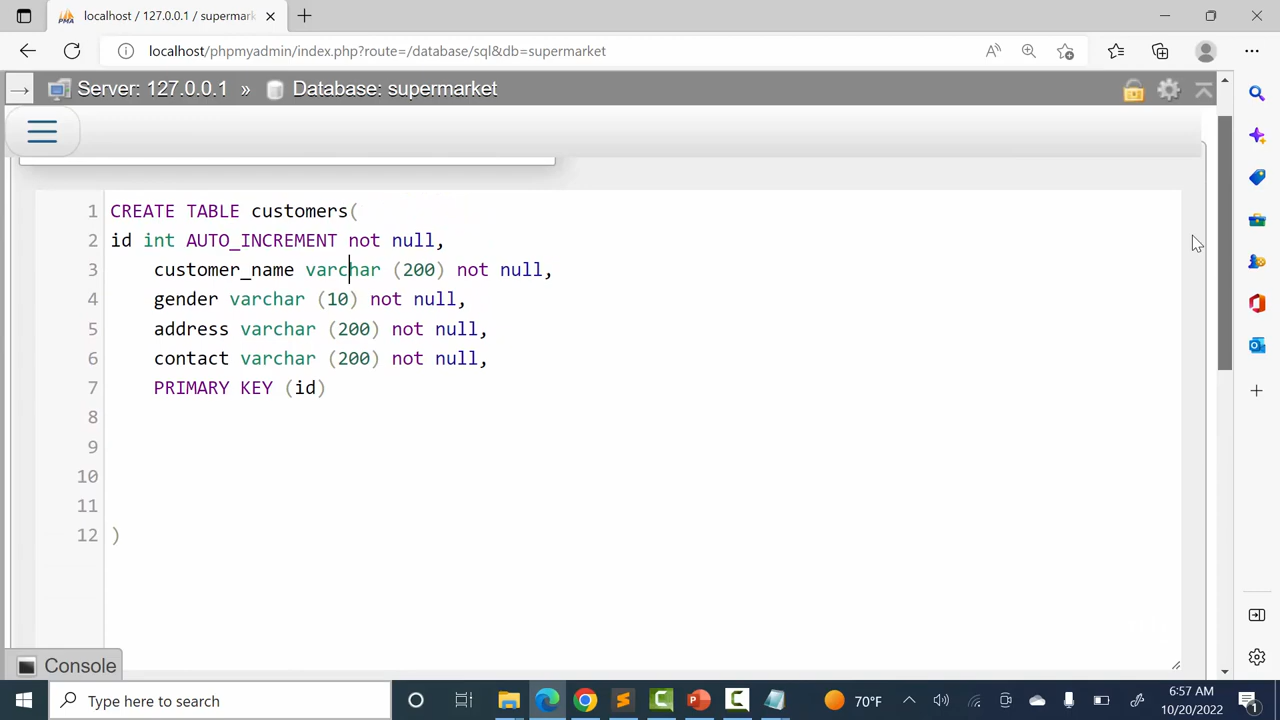 localhost / 127.0.0.1 / supermark
localhost/phpmyadmin/index.php?route=/database/sql&db=supermarket
Server: 127.0.0.1 » Database: supermarket
1 CREATE TABLE customers(
2 id int AUTO_INCREMENT not null,
3 customer_name varchar (200) not null,
4 gender varchar (10) not null,
5 address varchar (200) not null,
6 contact varchar (200) not null,
7 PRIMARY KEY (id)
8
9
10
11
12 )
Console
Type here to search
70°F
6:57 AM
10/20/2022
1